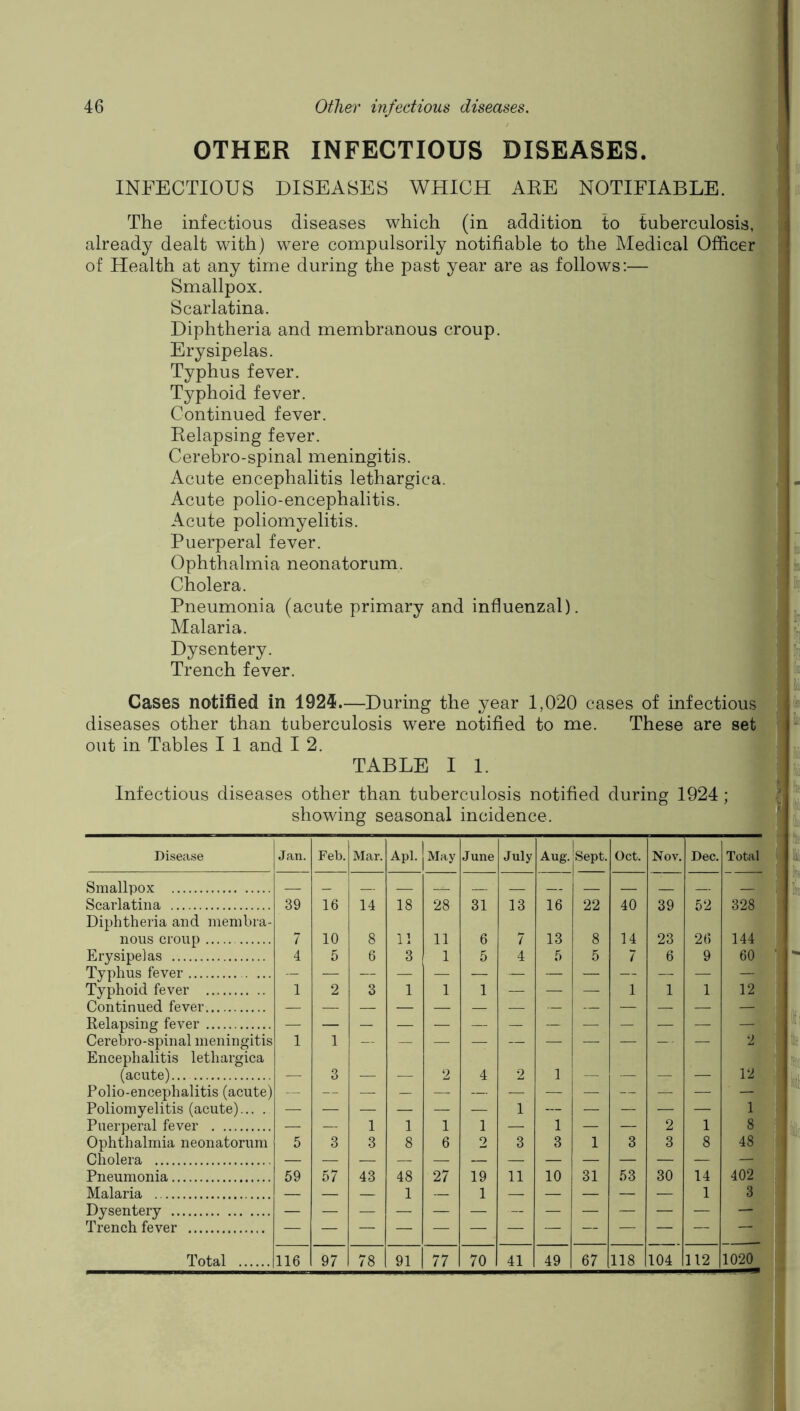 46 Other infectious diseases.
OTHER INFECTIOUS DISEASES.
INFECTIOUS DISEASES WHICH ARE NOTIFIABLE.
The infectious diseases which (in addition to tuberculosis,
already dealt with) were compulsorily notifiable to the Medical Officer
of Health at any time during the past year are as follows:—
Smallpox.
Scarlatina.
Diphtheria and membranous croup.
Erysipelas.
Typhus fever.
Typhoid fever.
Continued fever.
Relapsing fever.
Cerebro-spinal meningitis.
Acute encephalitis lethargica.
Acute polio-encephalitis.
Acute poliomyelitis.
Puerperal fever.
Ophthalmia neonatorum.
Cholera.
Pneumonia (acute primary and influenzal).
Malaria.
Dysentery.
Trench fever.
Cases notified in 1924.—During the year 1,020 cases of infectious
diseases other than tuberculosis were notified to me. These are set
out in Tables I 1 and I 2.
TABLE I 1.
Infectious diseases other than tuberculosis notified during 1924;
showing seasonal incidence.
Disease Jan. Feb. Mar. Apl. May June July Aug. Sept. Oct. Nov. Dec. Total
Smallpox ............ — — — — — — — — — — — — —
Scarlatina ............ 39 16 14 18 28 31 13 16 22 40 39 52 328
Diphtheria and membra-
nous croup ............ 7 10 8 11 11 6 7 13 8 14 23 26 144
Erysipelas ............ 4 5 6 3 1 5 4 5 5 7 6 9 60
Typhus fever ............ — — — — — — — — — — — — —
Typhoid fever ............ 1 2 3 1 1 1 — — — 1 1 1 12
Continued fever............ — — — — — — — — — — — — —
Relapsing fever ............ — — — — — — — — — — — — —
Cerebro-spinal meningitis 1 1 — — — — — — — — — — 2
Encephalitis lethargica
(acute)............ — 3 — — 2 4 2 1 — — — — 12
Polio-encephalitis (acute) — — — — — — — — — — — — —
Poliomyelitis (acute)... . — — — — — — 1 — — — — — 1
Puerperal fever ............ — — 1 1 1 1 — 1 — — 2 1 8
Ophthalmia neonatorum 5 3 3 8 6 2 3 3 1 3 3 8 48
Cholera ............ — — — — — — — — — — — — —
Pneumonia ............ 59 57 43 48 27 19 11 10 31 53 30 14 402
Malaria ............ — — — 1 — 1 — — — — — 1 3
Dysentery ............ — — — — — — — — — — — — —
Trench fever ............ — — — — — — — — — — — — —
Total ...... 116 97 78 91 77 70 41 49 67 118 104 112 1020